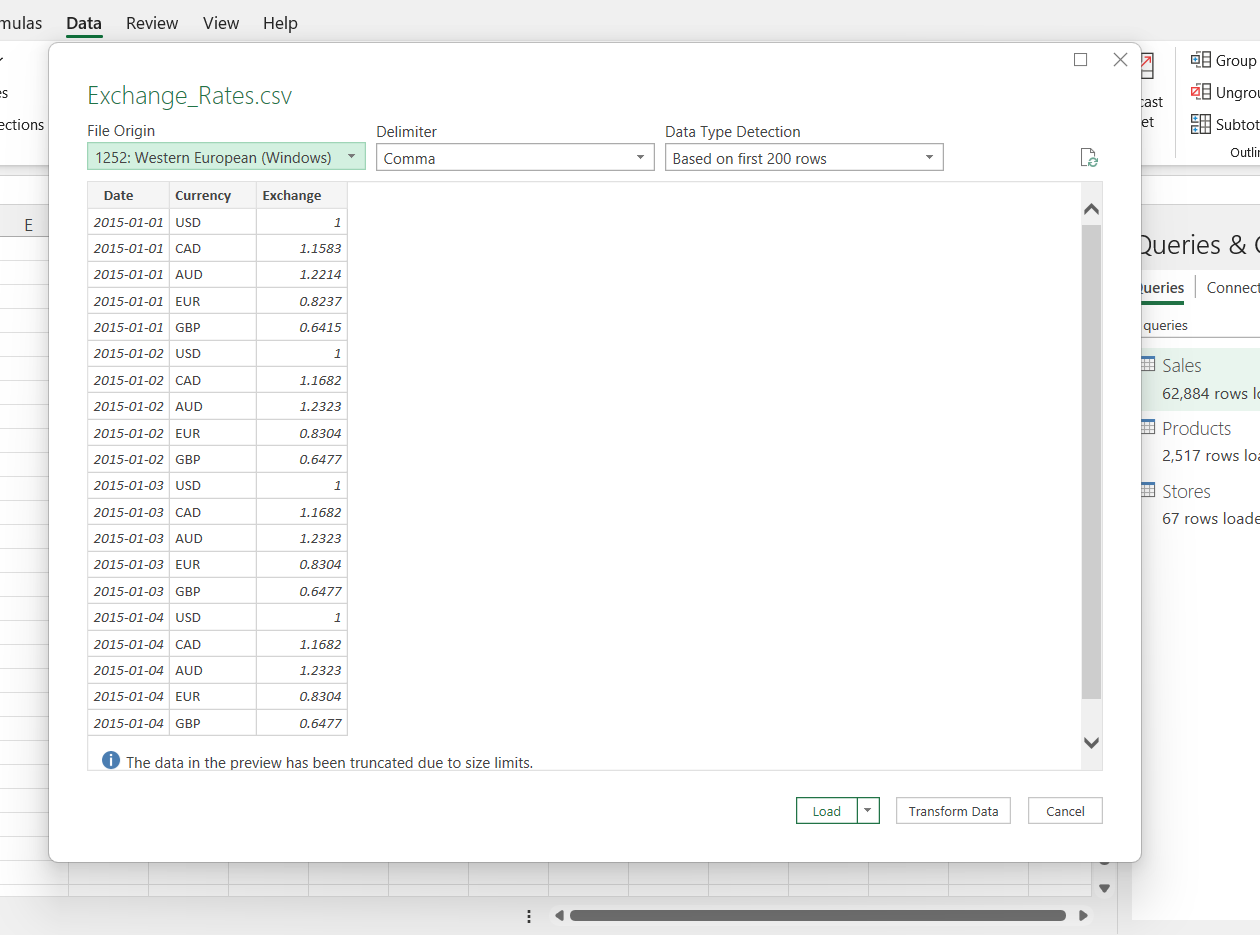 mulas Data Review View Help
es
ections
cast
et
Group
Ungrou
Subtot
Outlin
Exchange_Rates.csv
File Origin Delimiter Data Type Detection
1252: Western European (Windows) Comma Based on first 200 rows
Date Currency Exchange
2015-01-01 USD 1
2015-01-01 CAD 1.1583
2015-01-01 AUD 1.2214
2015-01-01 EUR 0.8237
2015-01-01 GBP 0.6415
2015-01-02 USD 1
2015-01-02 CAD 1.1682
2015-01-02 AUD 1.2323
2015-01-02 EUR 0.8304
2015-01-02 GBP 0.6477
2015-01-03 USD 1
2015-01-03 CAD 1.1682
2015-01-03 AUD 1.2323
2015-01-03 EUR 0.8304
2015-01-03 GBP 0.6477
2015-01-04 USD 1
2015-01-04 CAD 1.1682
2015-01-04 AUD 1.2323
2015-01-04 EUR 0.8304
2015-01-04 GBP 0.6477
The data in the preview has been truncated due to size limits.
Load Transform Data Cancel
E
Queries & C
ueries Connect
queries
Sales
62,884 rows lo
Products
2,517 rows loa
Stores
67 rows loade